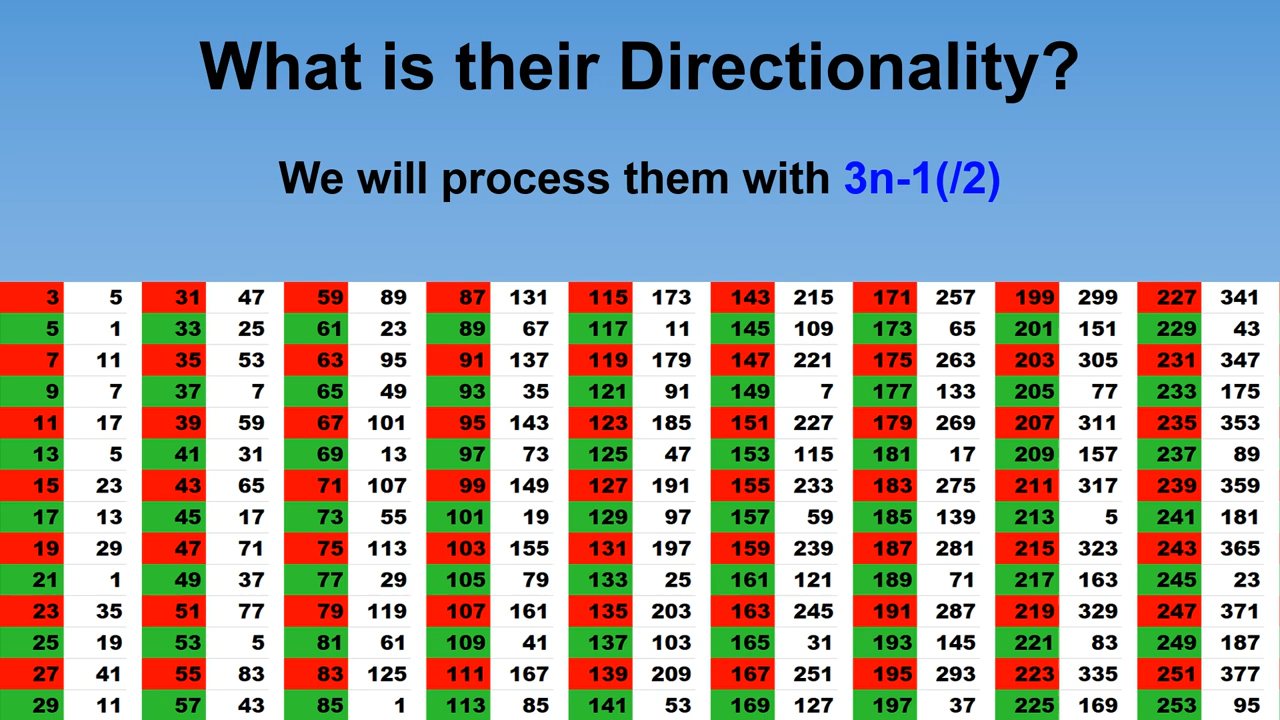 What is their Directionality?
We will process them with 3n-1(/2)
3 5 31 47 59 89 87 131 115 173 143 215 171 257 199 299 227 341
5 1 33 25 61 23 89 67 117 11 145 109 173 65 201 151 229 43
7 11 35 53 63 95 91 137 119 179 147 221 175 263 203 305 231 347
9 7 37 7 65 49 93 35 121 91 149 7 177 133 205 77 233 175
11 17 39 59 67 101 95 143 123 185 151 227 179 269 207 311 235 353
13 5 41 31 69 13 97 73 125 47 153 115 181 17 209 157 237 89
15 23 43 65 71 107 99 149 127 191 155 233 183 275 211 317 239 359
17 13 45 17 73 55 101 19 129 97 157 59 185 139 213 5 241 181
19 29 47 71 75 113 103 155 131 197 159 239 187 281 215 323 243 365
21 1 49 37 77 29 105 79 133 25 161 121 189 71 217 163 245 23
23 35 51 77 79 119 107 161 135 203 163 245 191 287 219 329 247 371
25 19 53 5 81 61 109 41 137 103 165 31 193 145 221 83 249 187
27 41 55 83 83 125 111 167 139 209 167 251 195 293 223 335 251 377
29 11 57 43 85 1 113 85 141 53 169 127 197 37 225 169 253 95